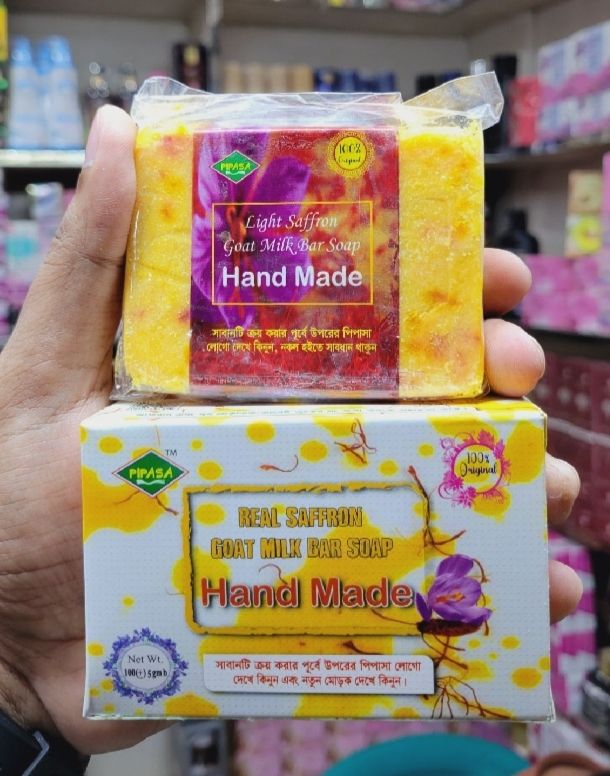 PIPASA
100%
Original
Light Saffron
Goat Milk Bar Soap
Hand Made
সাবানটি ক্রয় করার পূর্বে উপরের পিপাসা
লোগো দেখে কিনুন, নকল হইতে সাবধান থাকুন
PIPASA TM
100%
Original
REAL SAFFRON
GOAT MILK BAR SOAP
Hand Made
Net Wt.
100(±) 5gm b
সাবানটি ক্রয় করার পূর্বে উপরের পিপাসা লোগো
দেখে কিনুন এবং নতুন মোড়ক দেখে কিনুন।